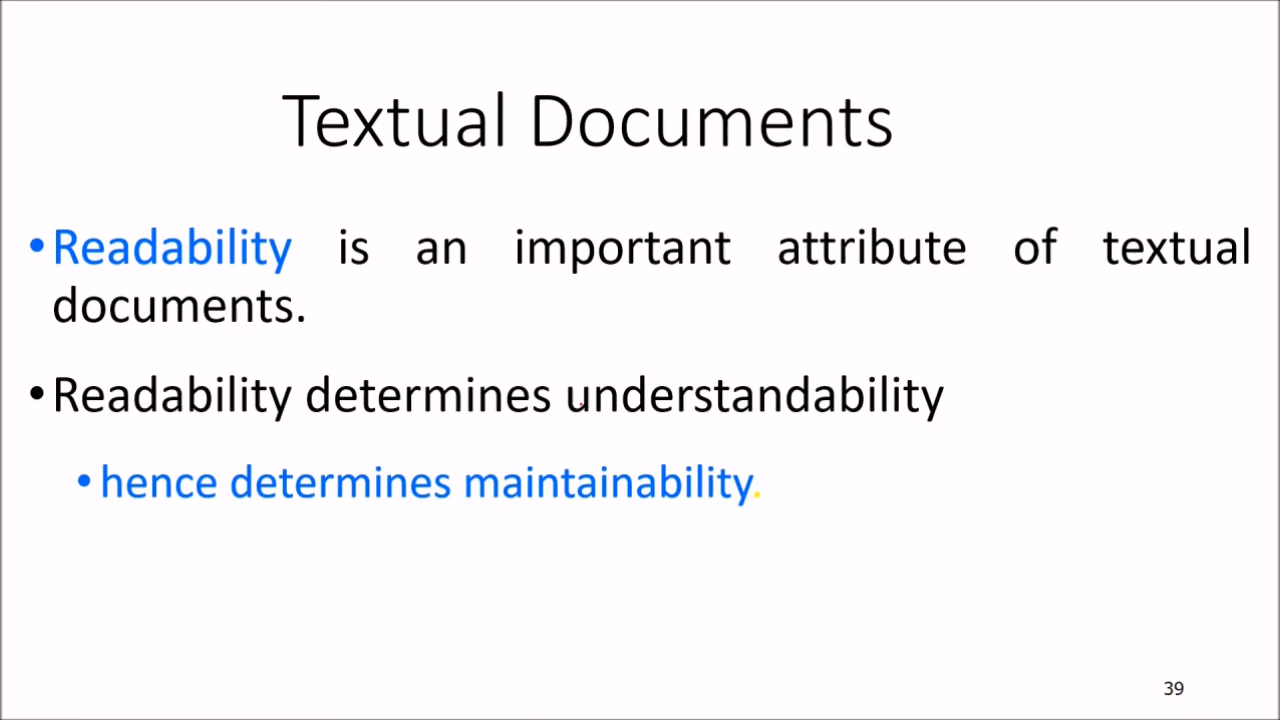 Textual Documents
•Readability is an important attribute of textual
documents.
•Readability determines understandability
•hence determines maintainability.
39